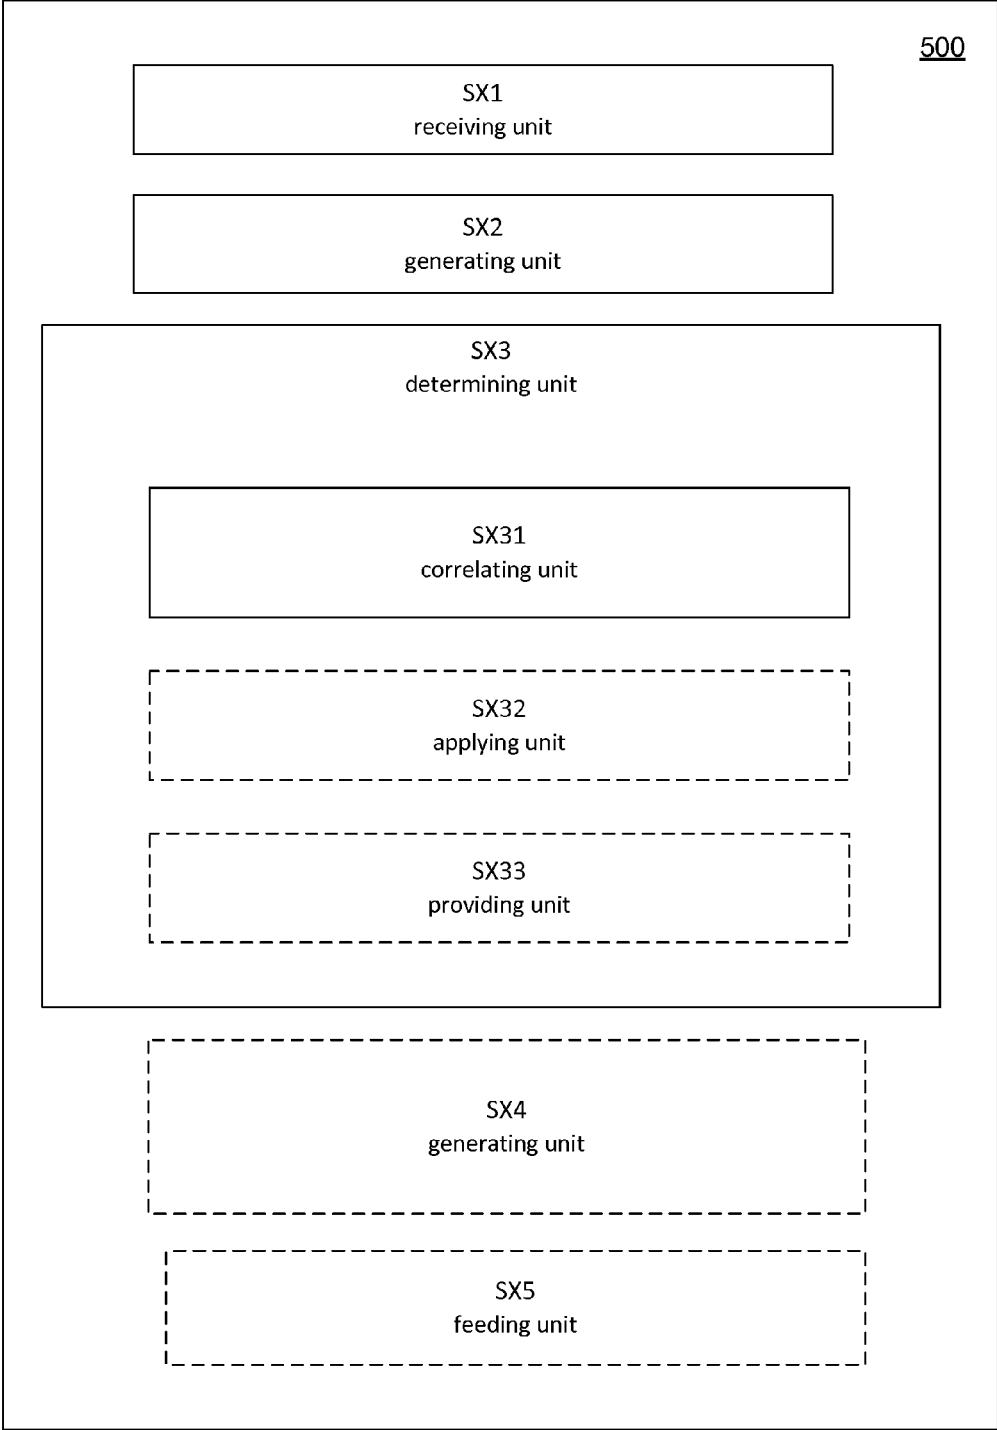 500
SX1
receiving unit
SX2
generating unit
SX3
determining unit
SX31
correlating unit
SX32
applying unit
SX33
providing unit
SX4
generating unit
SX5
feeding unit